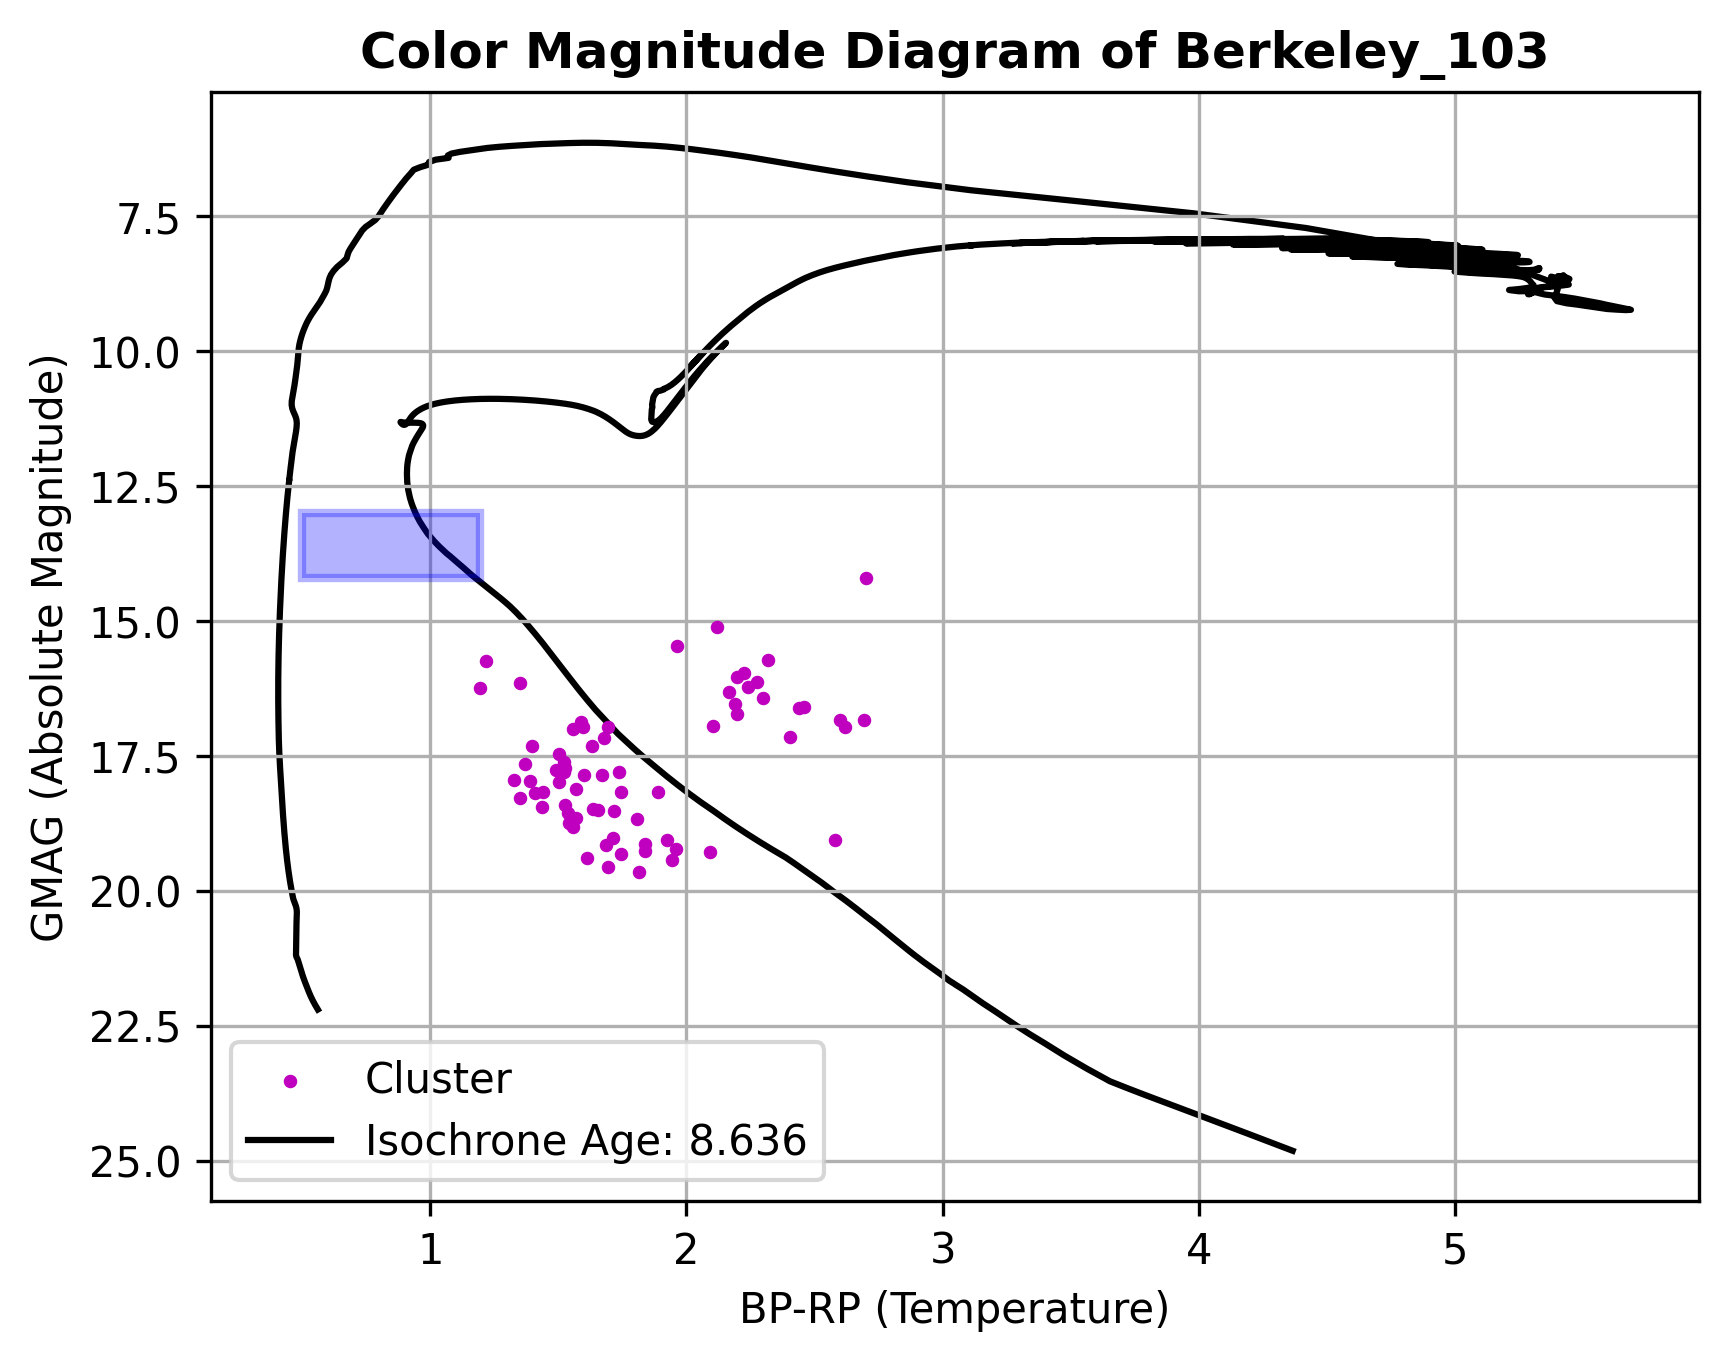 Color Magnitude Diagram of Berkeley_103
GMAG (Absolute Magnitude)
7.5
10.0
12.5
15.0
17.5
20.0
22.5
25.0
Cluster
Isochrone Age: 8.636
1 2 3 4 5
BP-RP (Temperature)